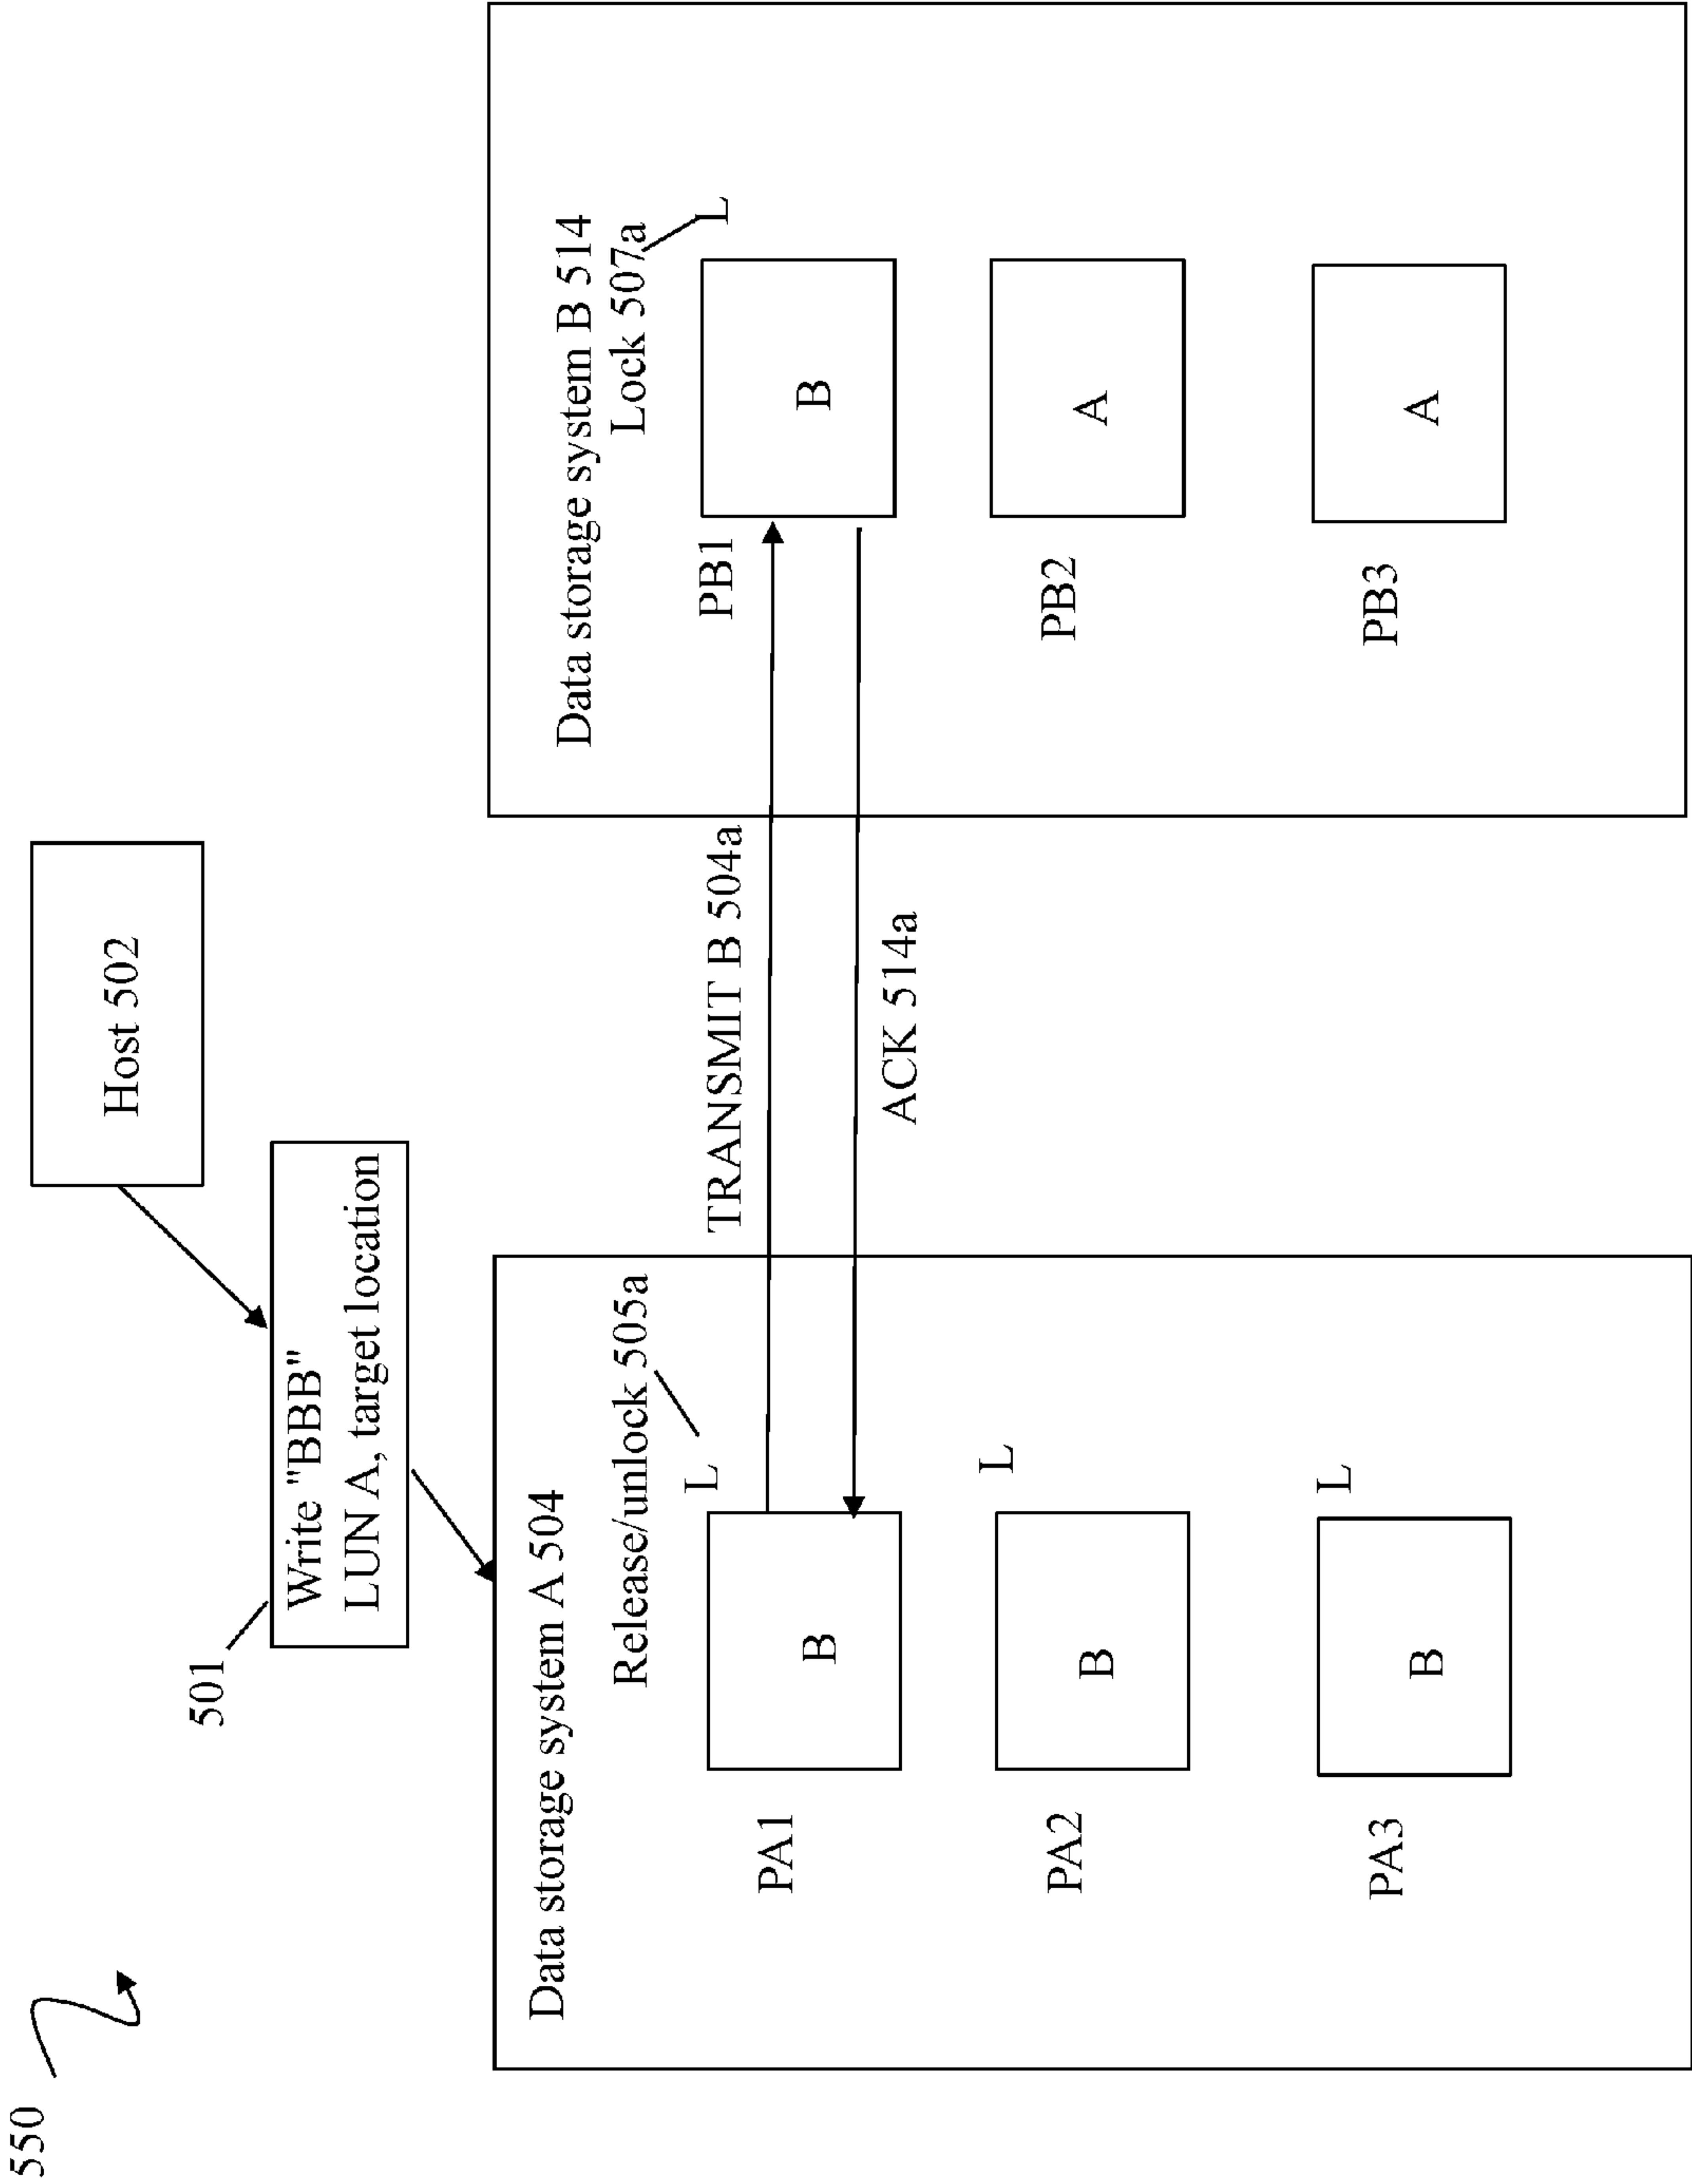 550
Host 502
501
Write "BBB"
LUN A, target location
Data storage system A 504
Release/unlock 505a
L
PA1
B
L
PA2
B
L
PA3
B
TRANSMIT B 504a
ACK 514a
Data storage system B 514
Lock 507a
L
PB1
B
PB2
A
PB3
A